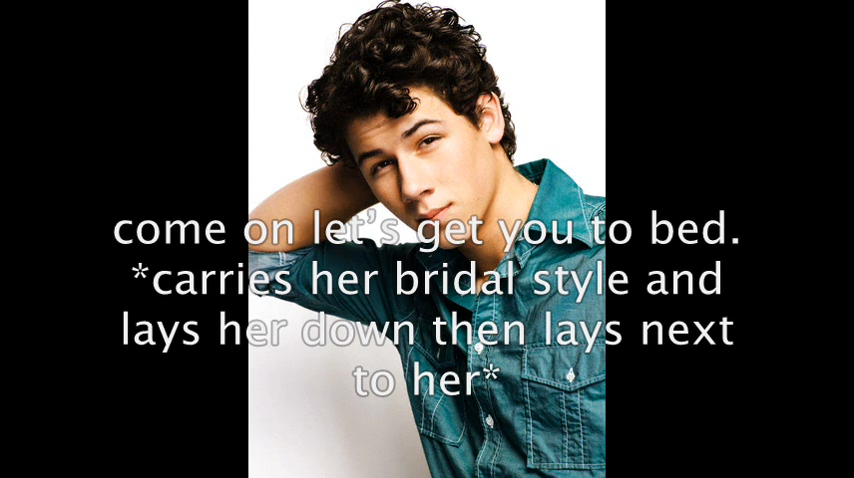 come on let’s get you to bed.
*carries her bridal style and
lays her down then lays next
to her*